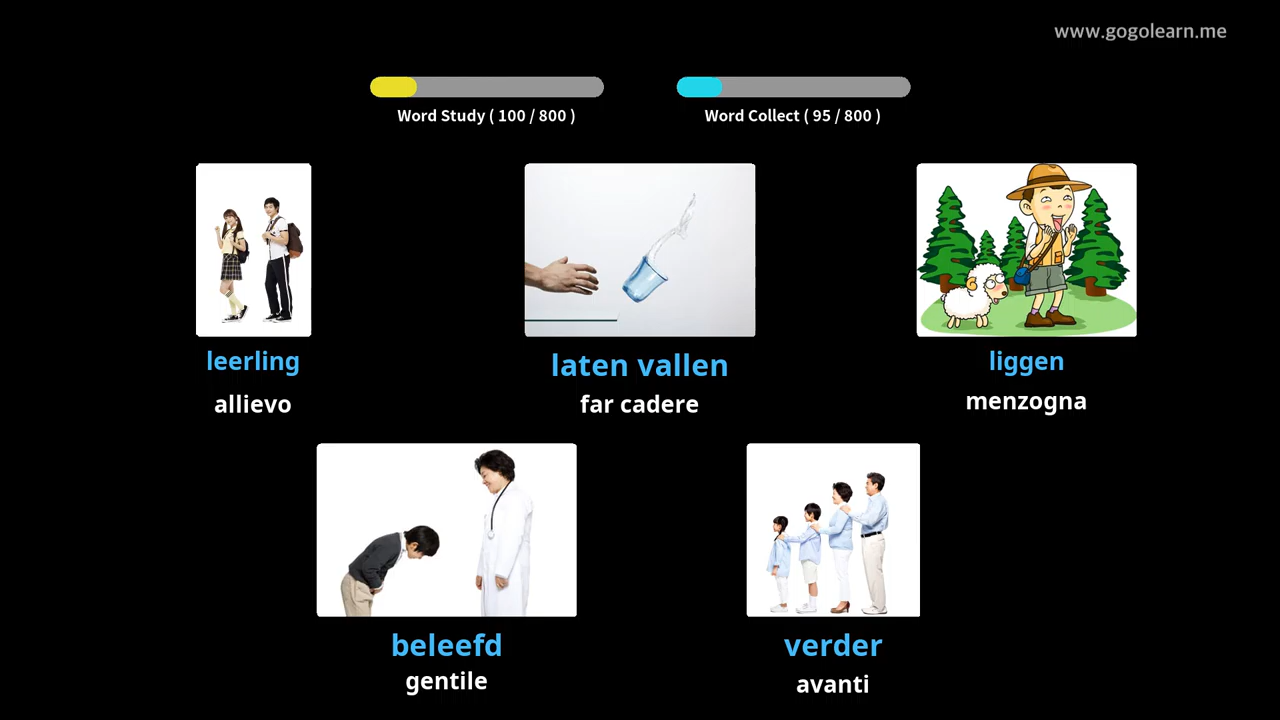 www.gogolearn.me
Word Study ( 100 / 800 )
Word Collect ( 95 / 800 )
leerling
allievo
laten vallen
far cadere
liggen
menzogna
beleefd
gentile
verder
avanti